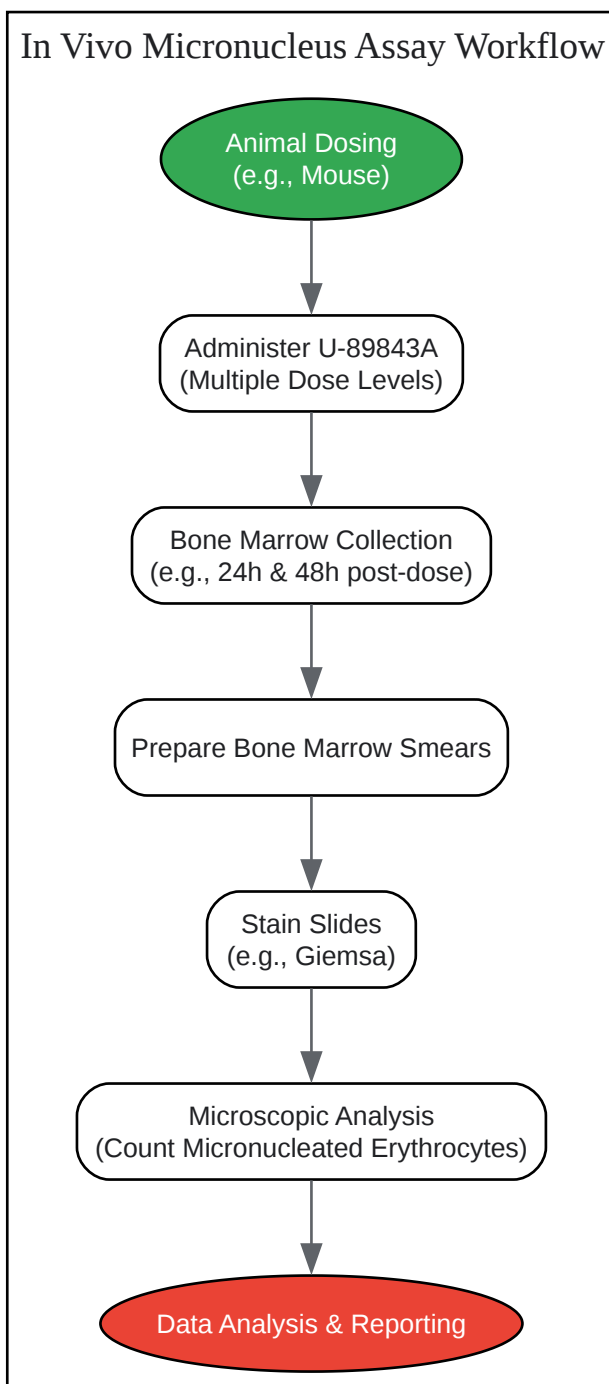 In Vivo Micronucleus Assay Workflow
Animal Dosing
(e.g., Mouse)
Administer U-89843A
(Multiple Dose Levels)
Bone Marrow Collection
(e.g., 24h & 48h post-dose)
Prepare Bone Marrow Smears
Stain Slides
(e.g., Giemsa)
Microscopic Analysis
(Count Micronucleated Erythrocytes)
Data Analysis & Reporting